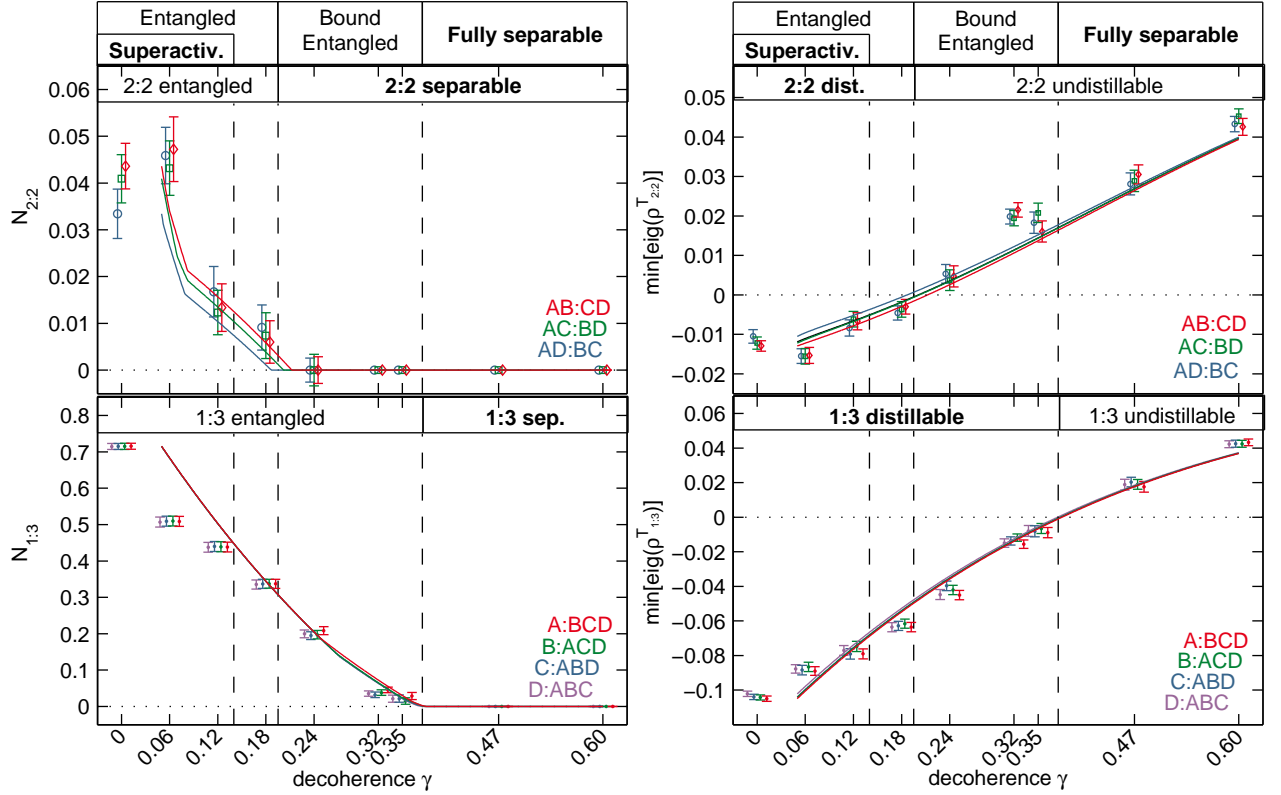 Entangled
Bound
Entangled
Fully separable
Superactiv.
2:2 entangled
2:2 separable
0.06
0.05
0.04
0.03
0.02
0.01
0
N2:2
AB:CD
AC:BD
AD:BC
1:3 entangled
1:3 sep.
0.8
0.7
0.6
0.5
0.4
0.3
0.2
0.1
0
N1:3
A:BCD
B:ACD
C:ABD
D:ABC
0
0.06
0.12
0.18
0.24
0.32
0.35
0.47
0.60
decoherence γ
Entangled
Bound
Entangled
Fully separable
Superactiv.
2:2 dist.
2:2 undistillable
0.05
0.04
0.03
0.02
0.01
0
−0.01
−0.02
min[eig(ρT2:2)]
AB:CD
AC:BD
AD:BC
1:3 distillable
1:3 undistillable
0.06
0.04
0.02
0
−0.02
−0.04
−0.06
−0.08
−0.1
min[eig(ρT1:3)]
A:BCD
B:ACD
C:ABD
D:ABC
0
0.06
0.12
0.18
0.24
0.32
0.35
0.47
0.60
decoherence γ